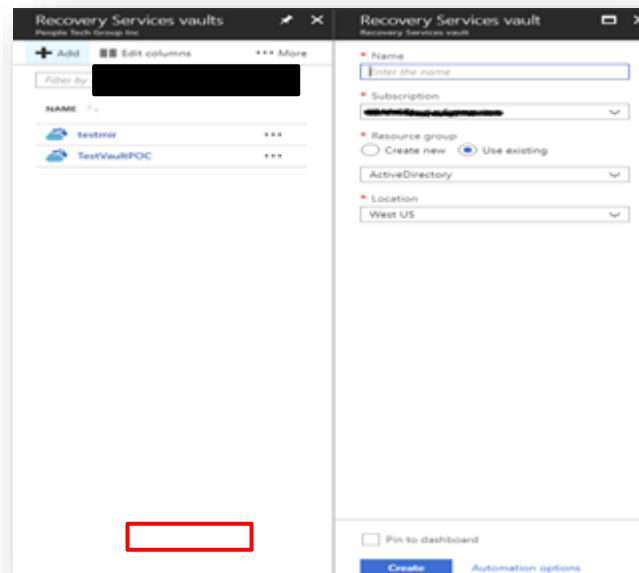 Recovery Services vaults
People Tech Group Inc
Add
Edit columns
More
Filter by
NAME
testmir
TestVaultPOC
Recovery Services vault
Recovery Services vault
* Name
Enter the name
* Subscription
* Resource group
Create new
Use existing
ActiveDirectory
* Location
West US
Pin to dashboard
Create
Automation options